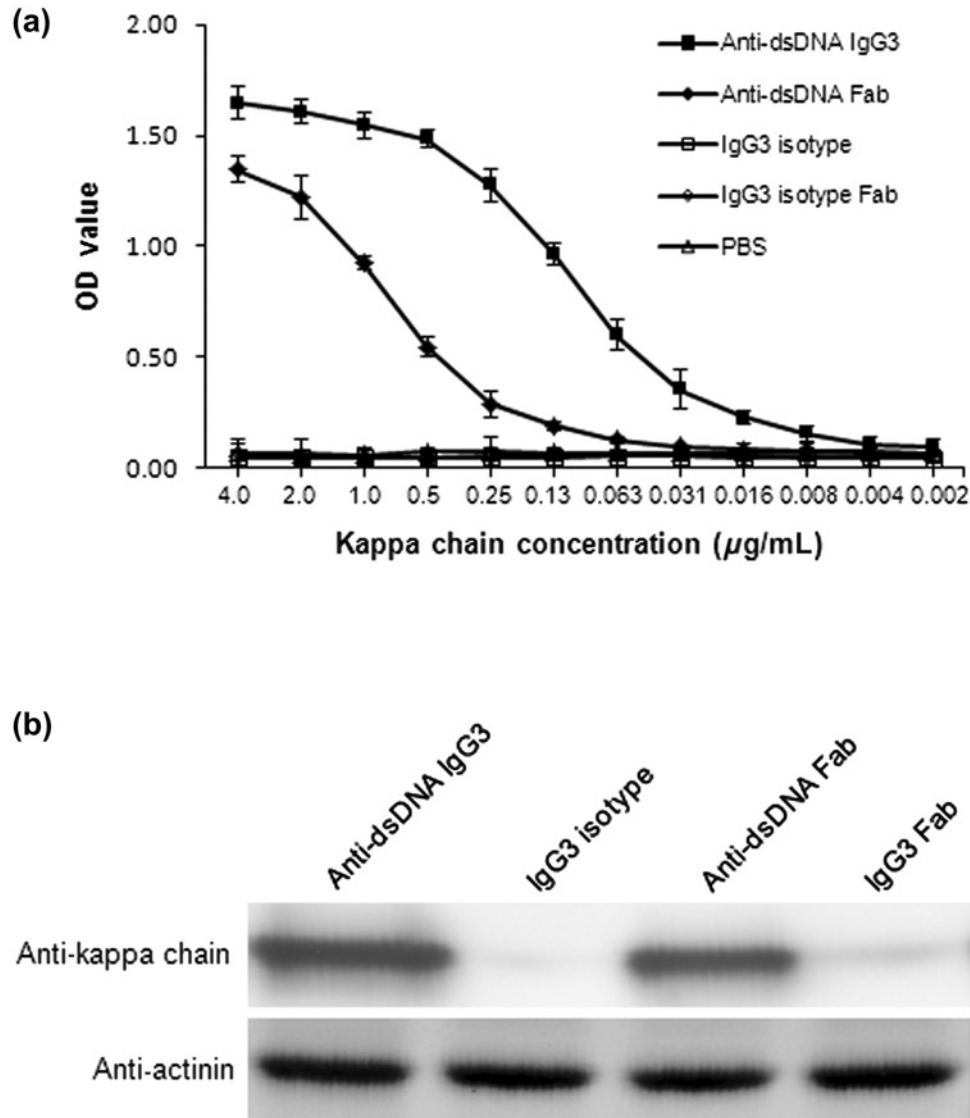 (a)
2.00
1.50
1.00
0.50
0.00
OD value
Anti-dsDNA IgG3
Anti-dsDNA Fab
IgG3 isotype
IgG3 isotype Fab
PBS
4.0 2.0 1.0 0.5 0.25 0.13 0.063 0.031 0.016 0.008 0.004 0.002
Kappa chain concentration (µg/mL)
(b)
Anti-dsDNA IgG3
IgG3 isotype
Anti-dsDNA Fab
IgG3 Fab
Anti-kappa chain
Anti-actinin